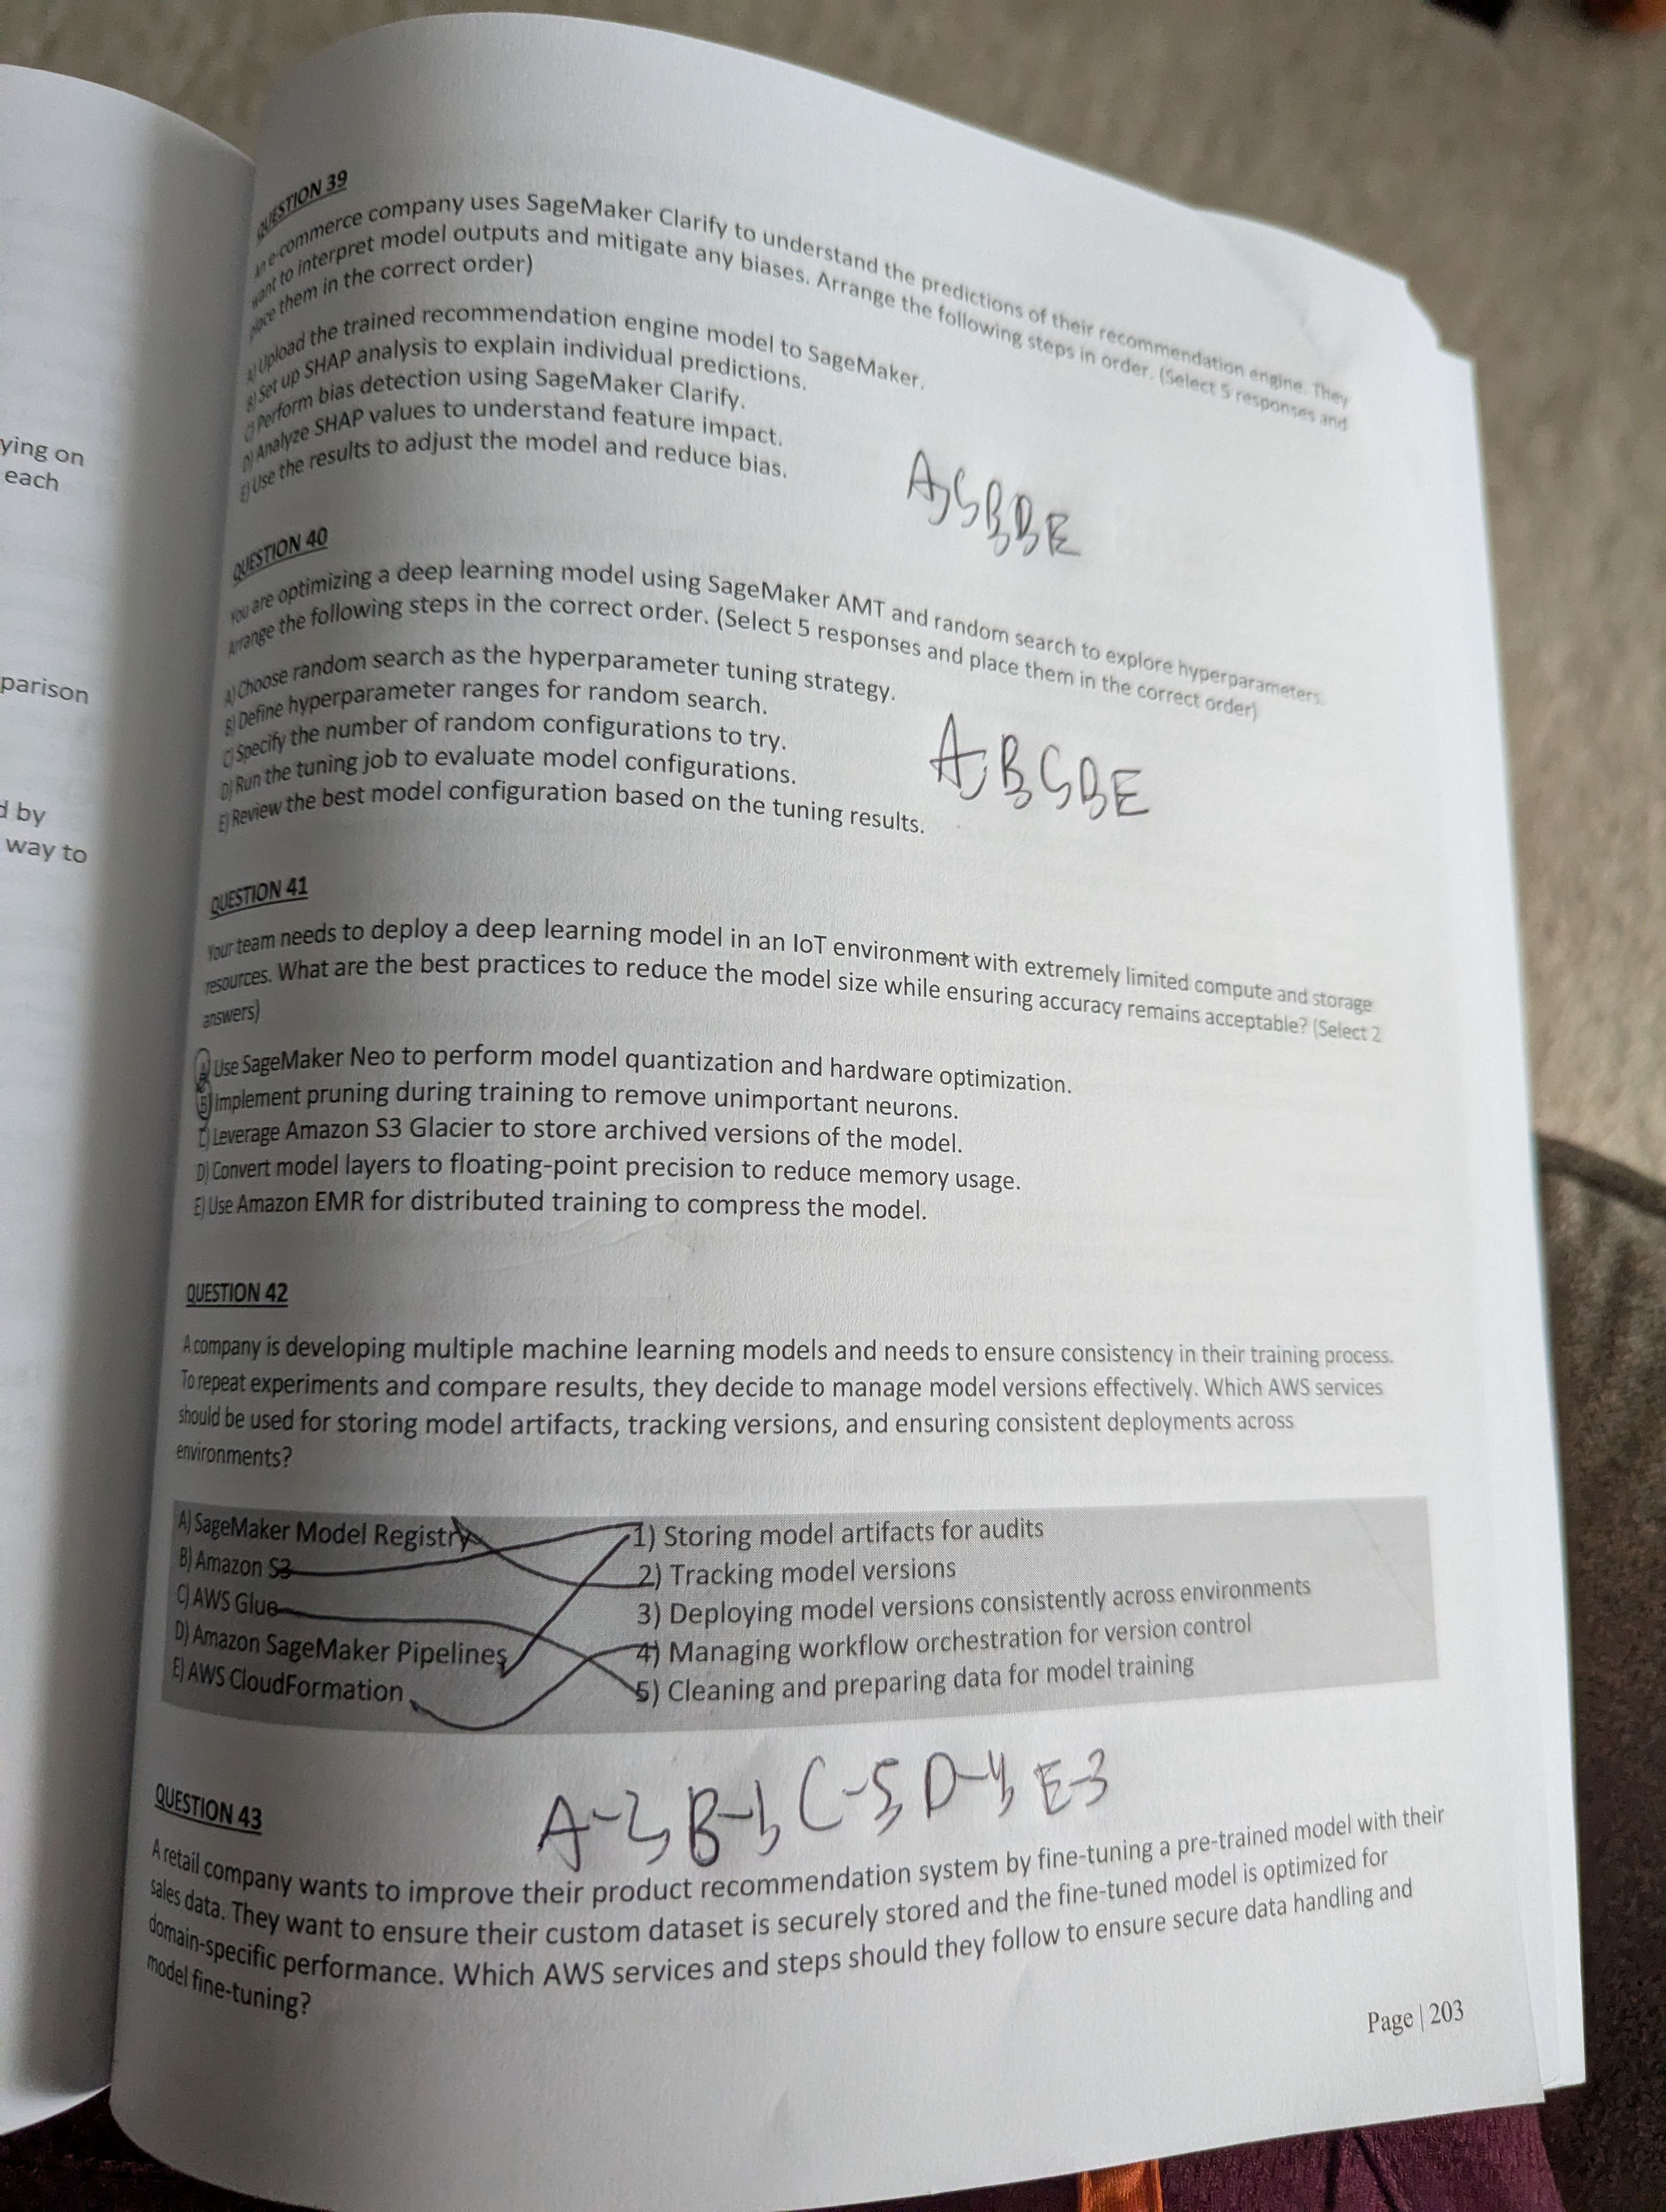 ying on
each
parison
d by
way to
QUESTION 39
An e-commerce company uses SageMaker Clarify to understand the predictions of their recommendation engine. They
want to interpret model outputs and mitigate any biases. Arrange the following steps in order. (Select 5 responses and
place them in the correct order)
A) Upload the trained recommendation engine model to SageMaker.
B) Set up SHAP analysis to explain individual predictions.
C) Perform bias detection using SageMaker Clarify.
D) Analyze SHAP values to understand feature impact.
E) Use the results to adjust the model and reduce bias.
A, C, B, D, E
QUESTION 40
You are optimizing a deep learning model using SageMaker AMT and random search to explore hyperparameters.
Arrange the following steps in the correct order. (Select 5 responses and place them in the correct order)
A) Choose random search as the hyperparameter tuning strategy.
B) Define hyperparameter ranges for random search.
C) Specify the number of random configurations to try.
D) Run the tuning job to evaluate model configurations.
E) Review the best model configuration based on the tuning results.
A, B, C, D, E
QUESTION 41
Your team needs to deploy a deep learning model in an IoT environment with extremely limited compute and storage
resources. What are the best practices to reduce the model size while ensuring accuracy remains acceptable? (Select 2
answers)
A) Use SageMaker Neo to perform model quantization and hardware optimization.
B) Implement pruning during training to remove unimportant neurons.
C) Leverage Amazon S3 Glacier to store archived versions of the model.
D) Convert model layers to floating-point precision to reduce memory usage.
E) Use Amazon EMR for distributed training to compress the model.
QUESTION 42
A company is developing multiple machine learning models and needs to ensure consistency in their training process.
To repeat experiments and compare results, they decide to manage model versions effectively. Which AWS services
should be used for storing model artifacts, tracking versions, and ensuring consistent deployments across
environments?
A) SageMaker Model Registry
B) Amazon S3
C) AWS Glue
D) Amazon SageMaker Pipelines
E) AWS CloudFormation
1) Storing model artifacts for audits
2) Tracking model versions
3) Deploying model versions consistently across environments
4) Managing workflow orchestration for version control
5) Cleaning and preparing data for model training
A-2, B-1, C-5, D-4, E-3
QUESTION 43
A retail company wants to improve their product recommendation system by fine-tuning a pre-trained model with their
sales data. They want to ensure their custom dataset is securely stored and the fine-tuned model is optimized for
domain-specific performance. Which AWS services and steps should they follow to ensure secure data handling and
model fine-tuning?
Page | 203